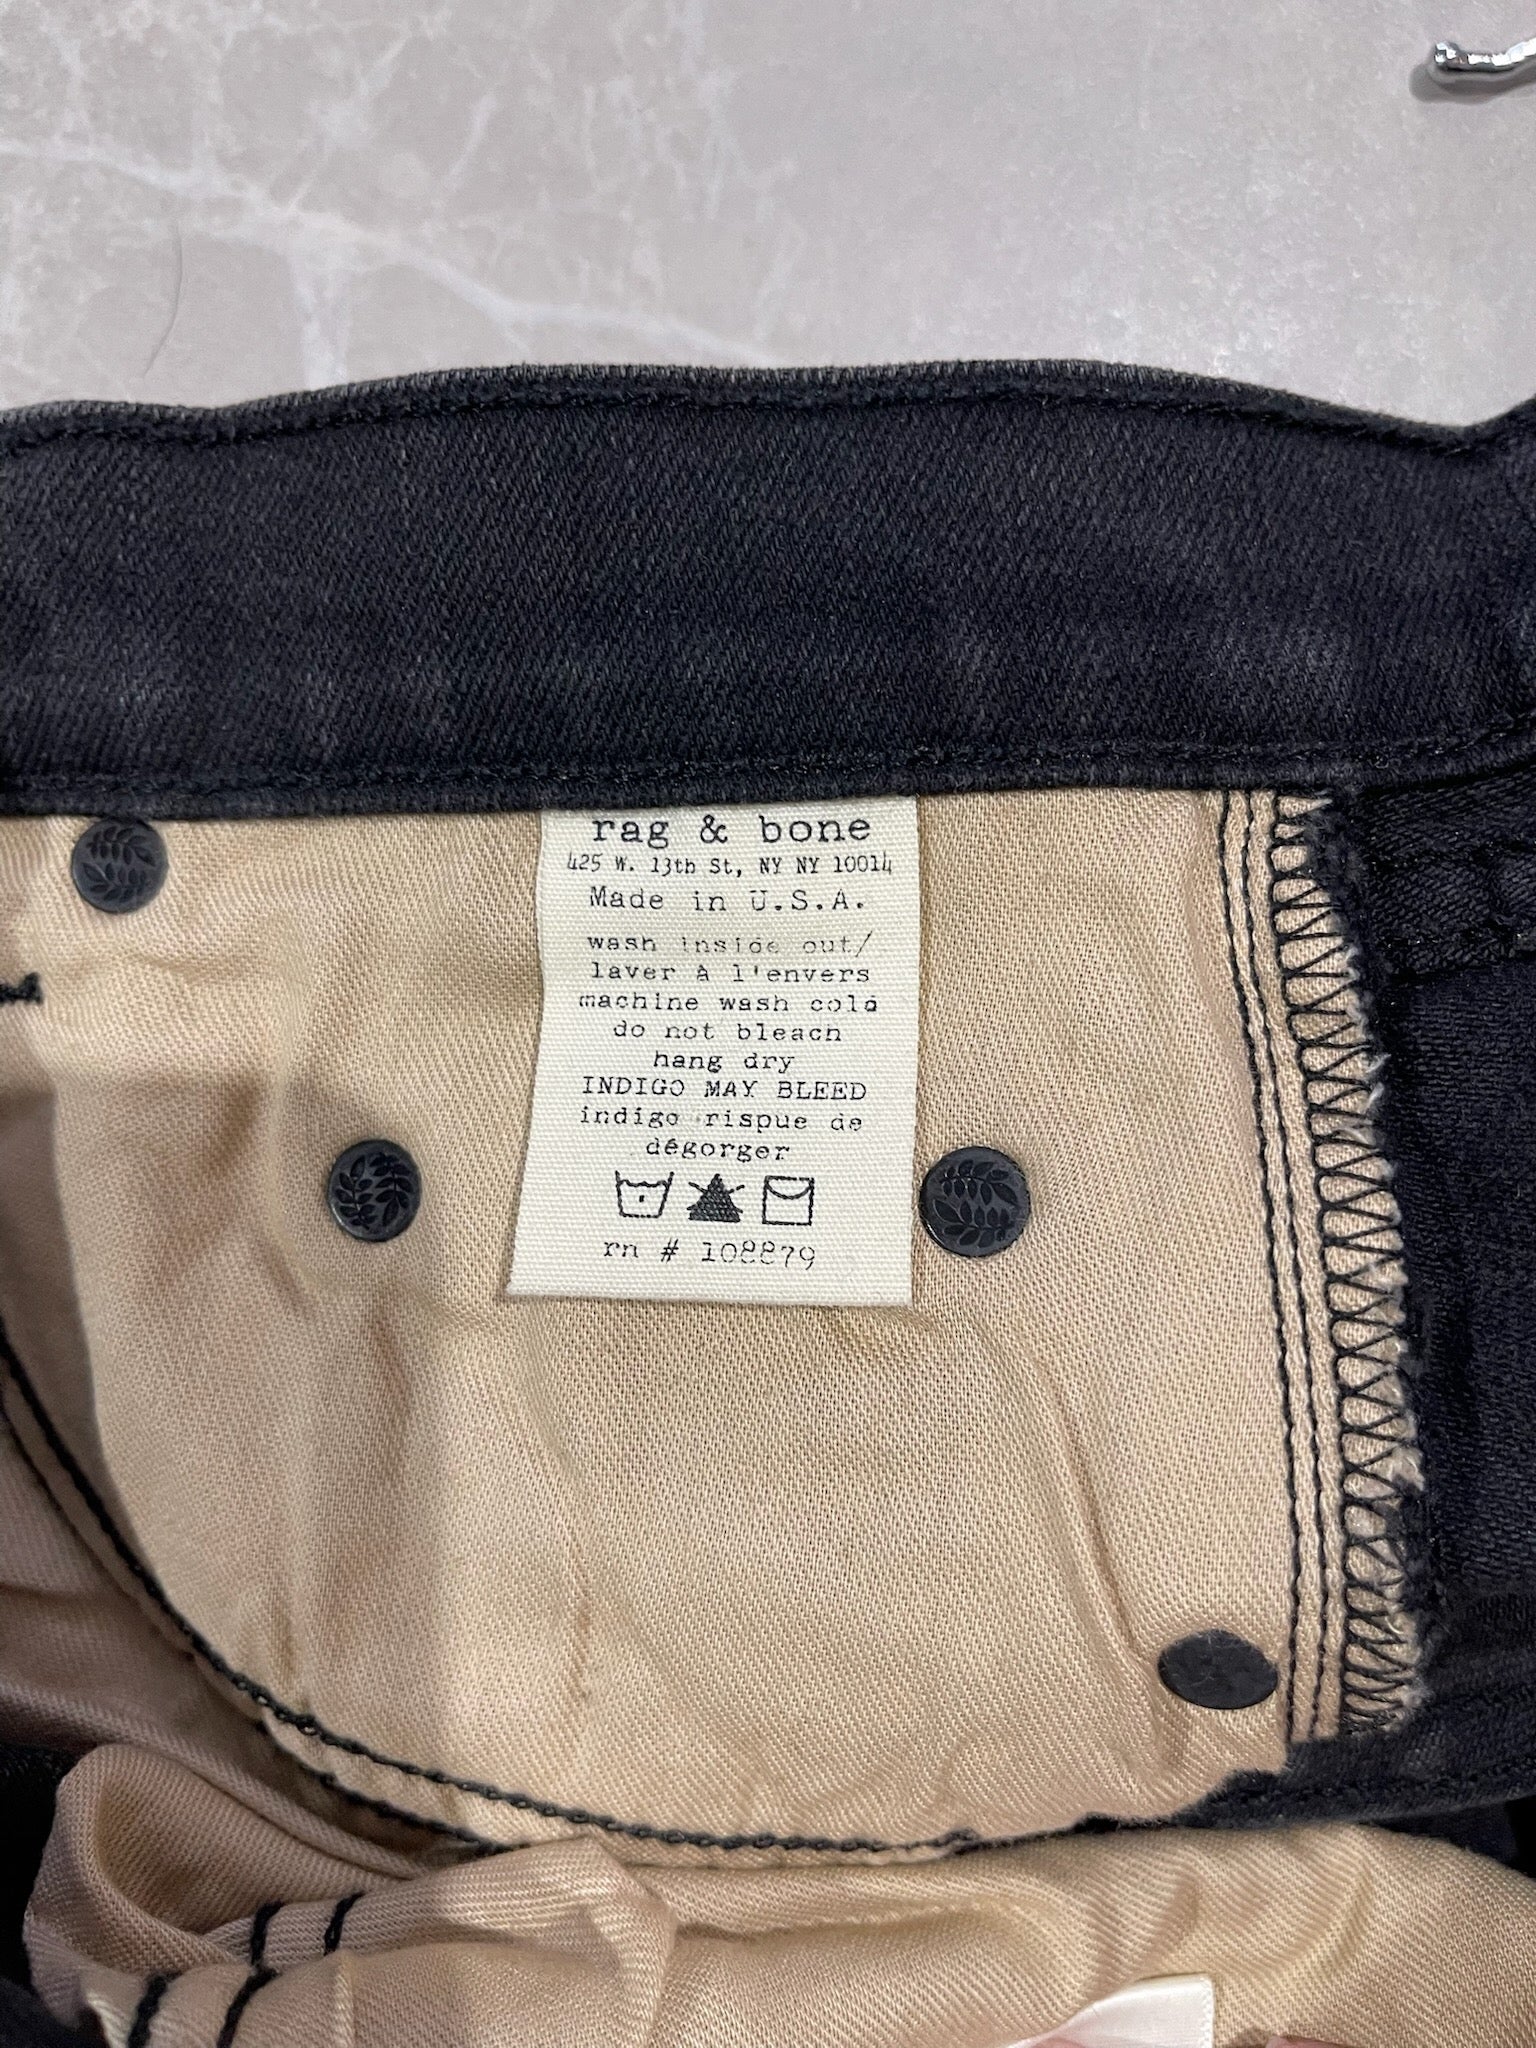 rag & bone
425 W. 13th St, NY NY 10014
Made in U.S.A.
wash inside out/
laver à l'envers
machine wash cold
do not bleach
hang dry
INDIGO MAY BLEED
indigo rispue de
dégorger
rn # 108879